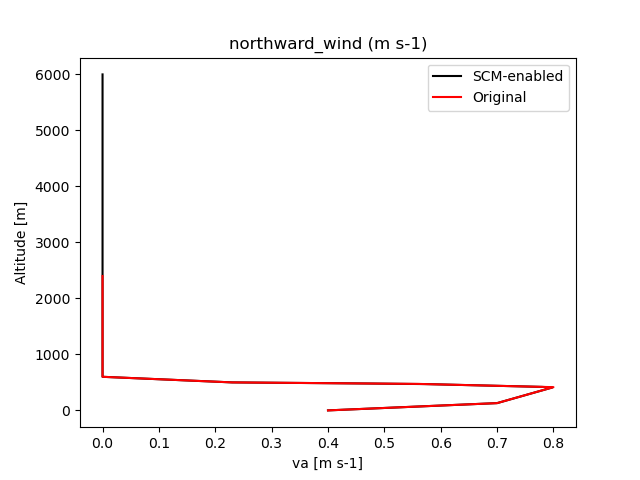 northward_wind (m s-1)
SCM-enabled
Original
Altitude [m]
6000
5000
4000
3000
2000
1000
0
0.0 0.1 0.2 0.3 0.4 0.5 0.6 0.7 0.8
va [m s-1]